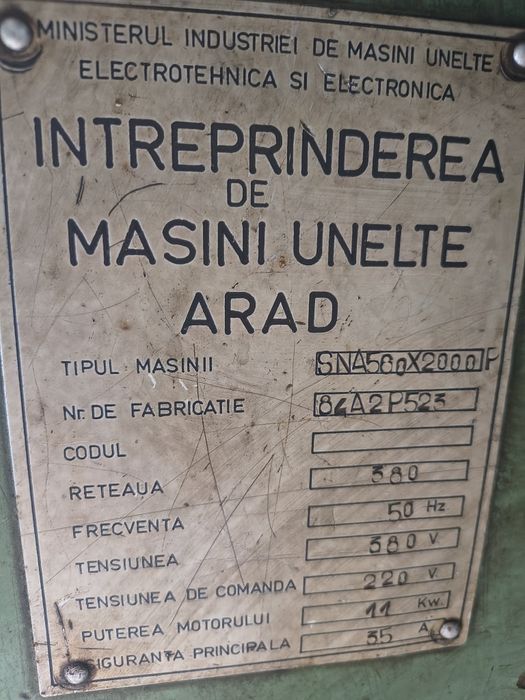 MINISTERUL INDUSTRIEI DE MASINI UNELTE
ELECTROTEHNICA SI ELECTRONICA
INTREPRINDEREA
DE
MASINI UNELTE
ARAD
TIPUL MASINII SNA560X2000P
Nr. DE FABRICATIE 84A2P523
CODUL
RETEAUA 380
FRECVENTA 50 Hz
TENSIUNEA 380 V.
TENSIUNEA DE COMANDA 220 V.
PUTEREA MOTORULUI 11 Kw.
SIGURANTA PRINCIPALA 35 A